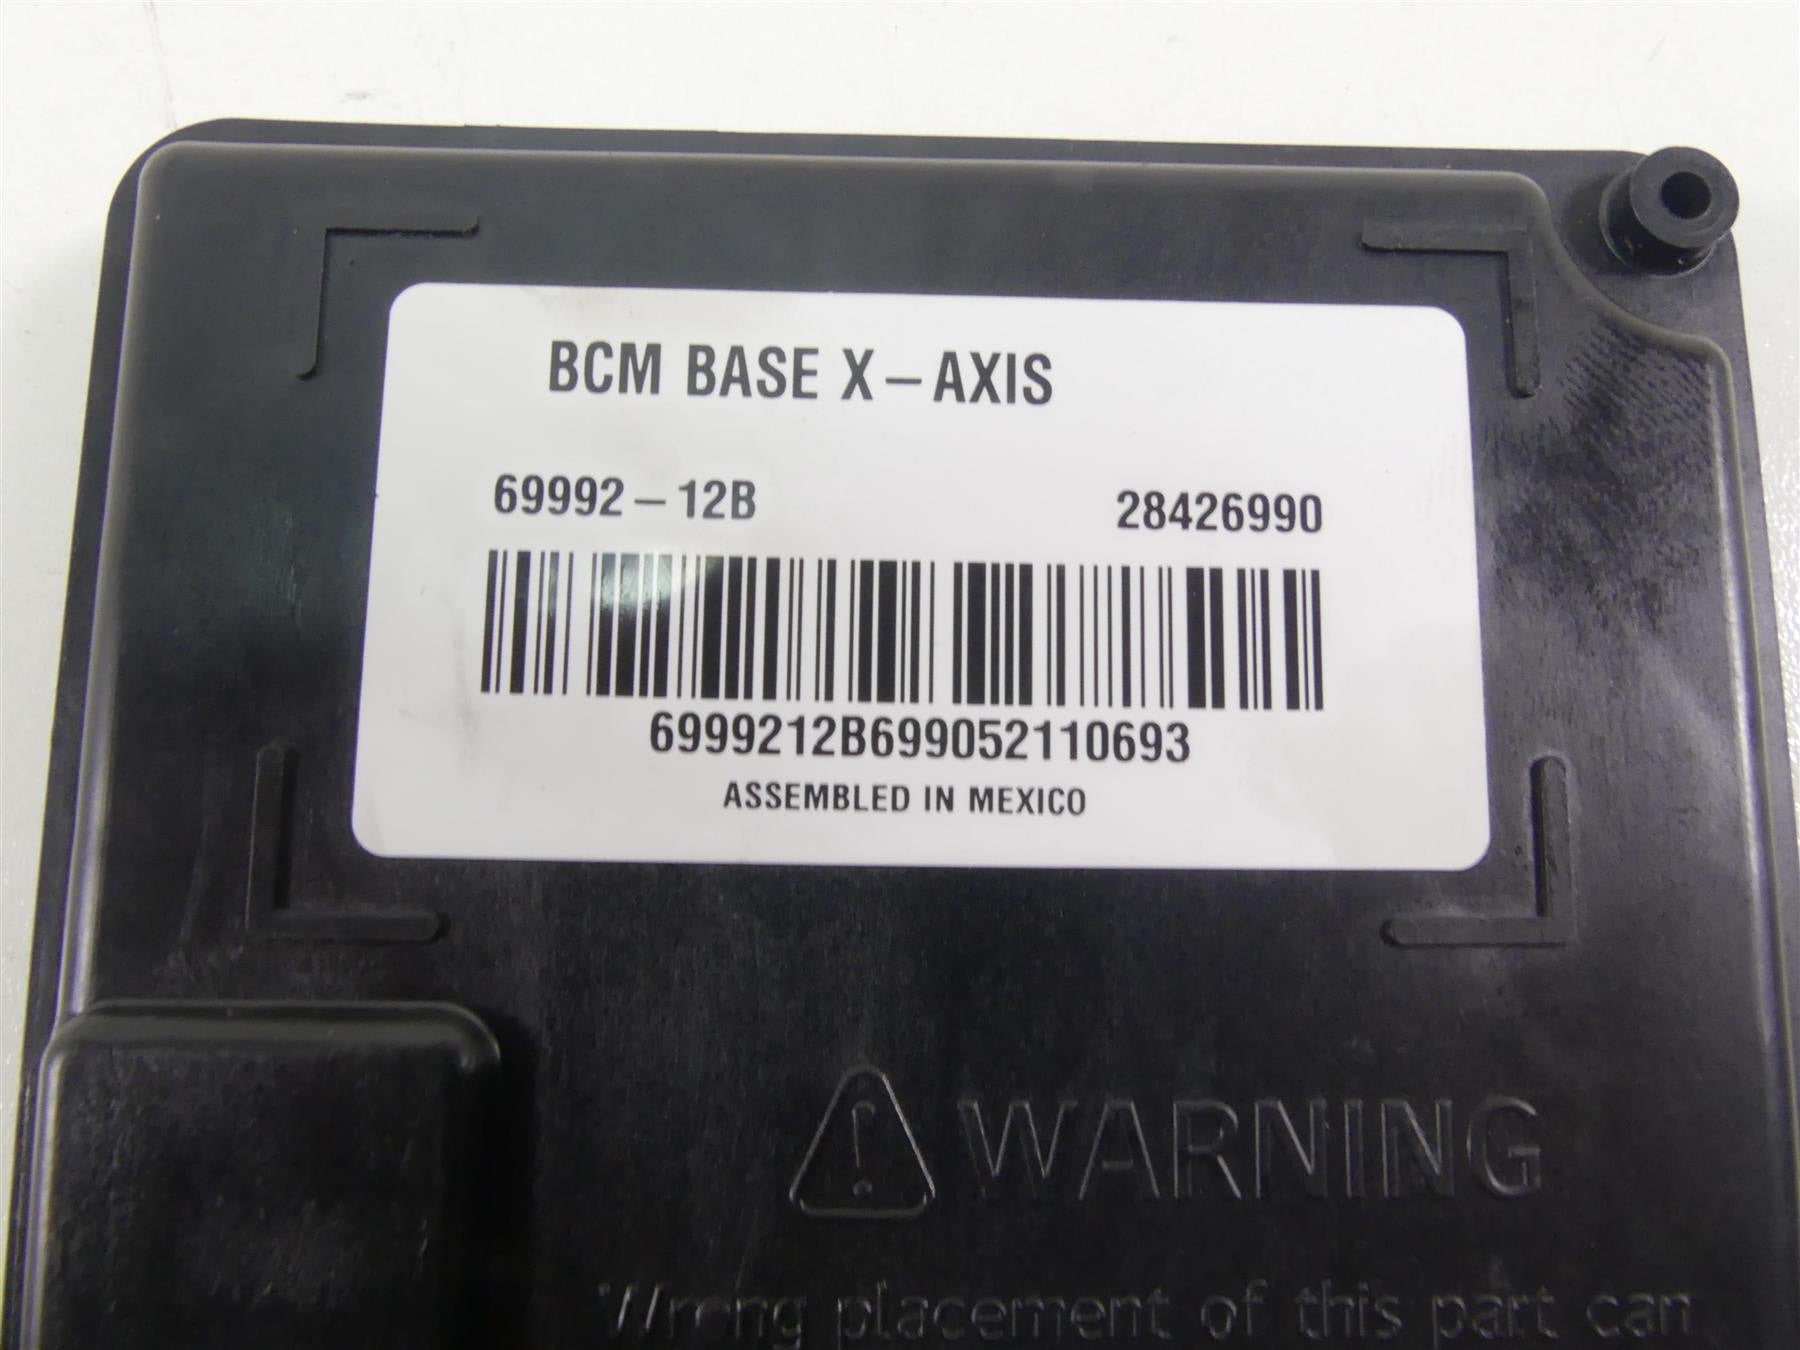 BCM BASE X-AXIS
69992-12B 28426990
6999212B699052110693
ASSEMBLED IN MEXICO
WARNING
Wrong placement of this part can